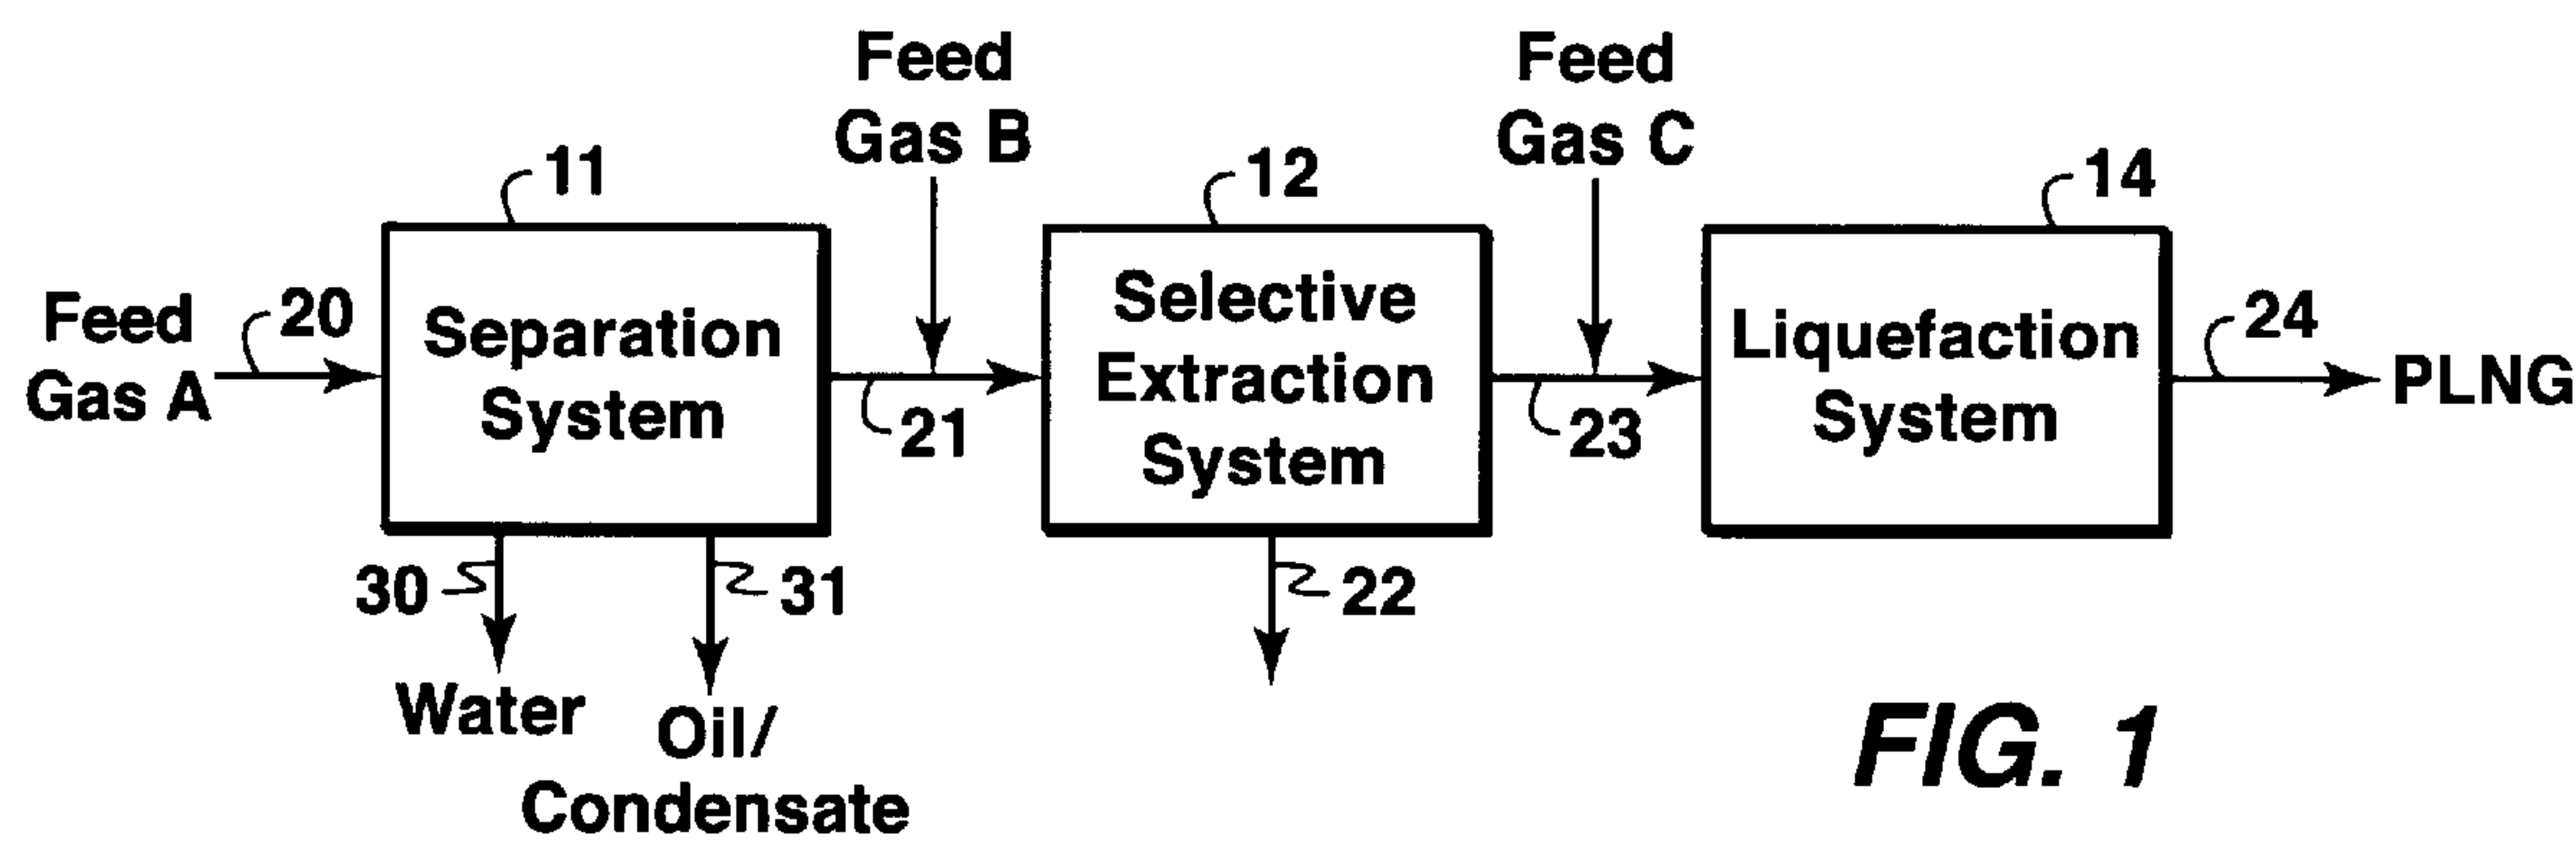 Feed
Gas A
20
11
Separation
System
30
Water
31
Oil/
Condensate
Feed
Gas B
21
12
Selective
Extraction
System
22
Feed
Gas C
23
14
Liquefaction
System
24
PLNG
FIG. 1